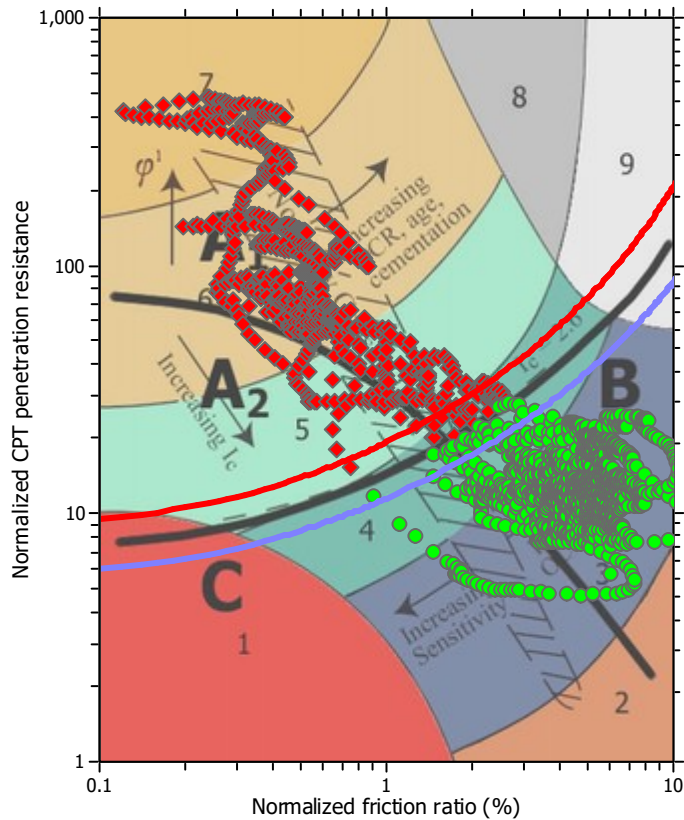 1,000
7
8
9
φ¹
Increasing
OCR, age,
cementation
A1
100
6
A2
Increasing Ic
5
B
10
4
3
C
1
Increasing
Sensitivity
2
1
0.1
1
10
Normalized friction ratio (%)
Normalized CPT penetration resistance